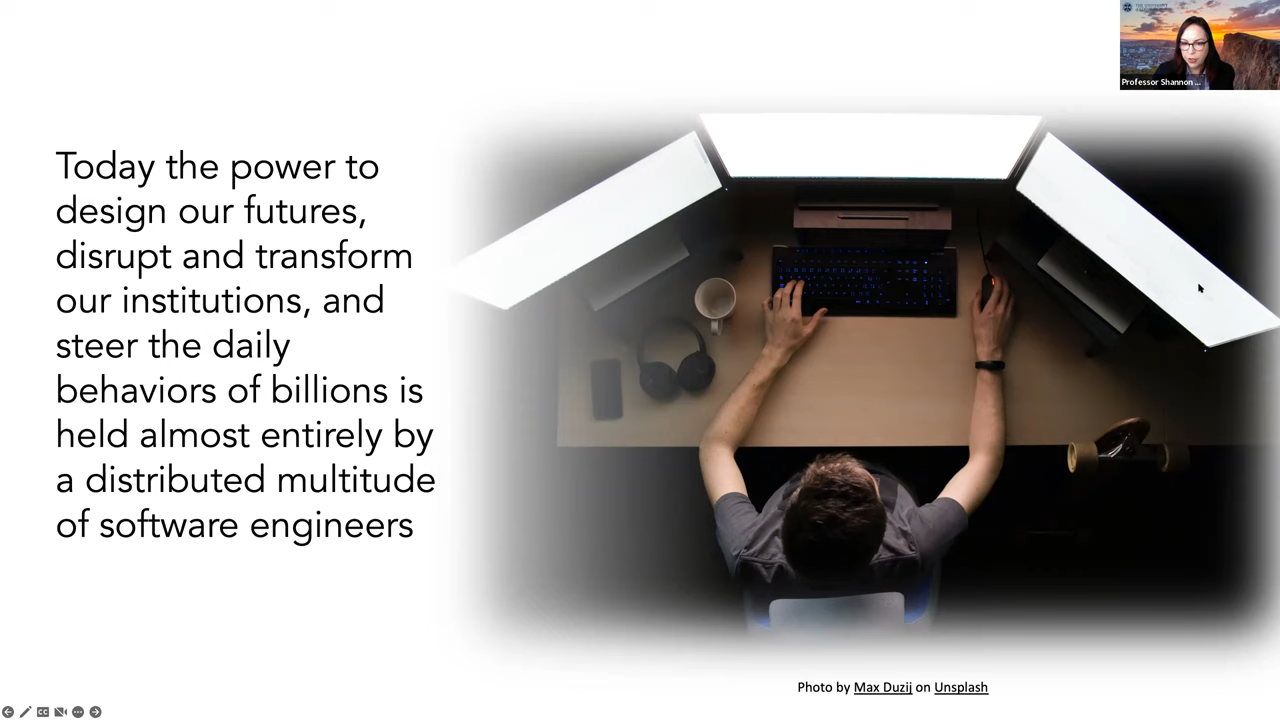 Professor Shannon ...
Today the power to
design our futures,
disrupt and transform
our institutions, and
steer the daily
behaviors of billions is
held almost entirely by
a distributed multitude
of software engineers
Photo by Max Duzij on Unsplash
CC